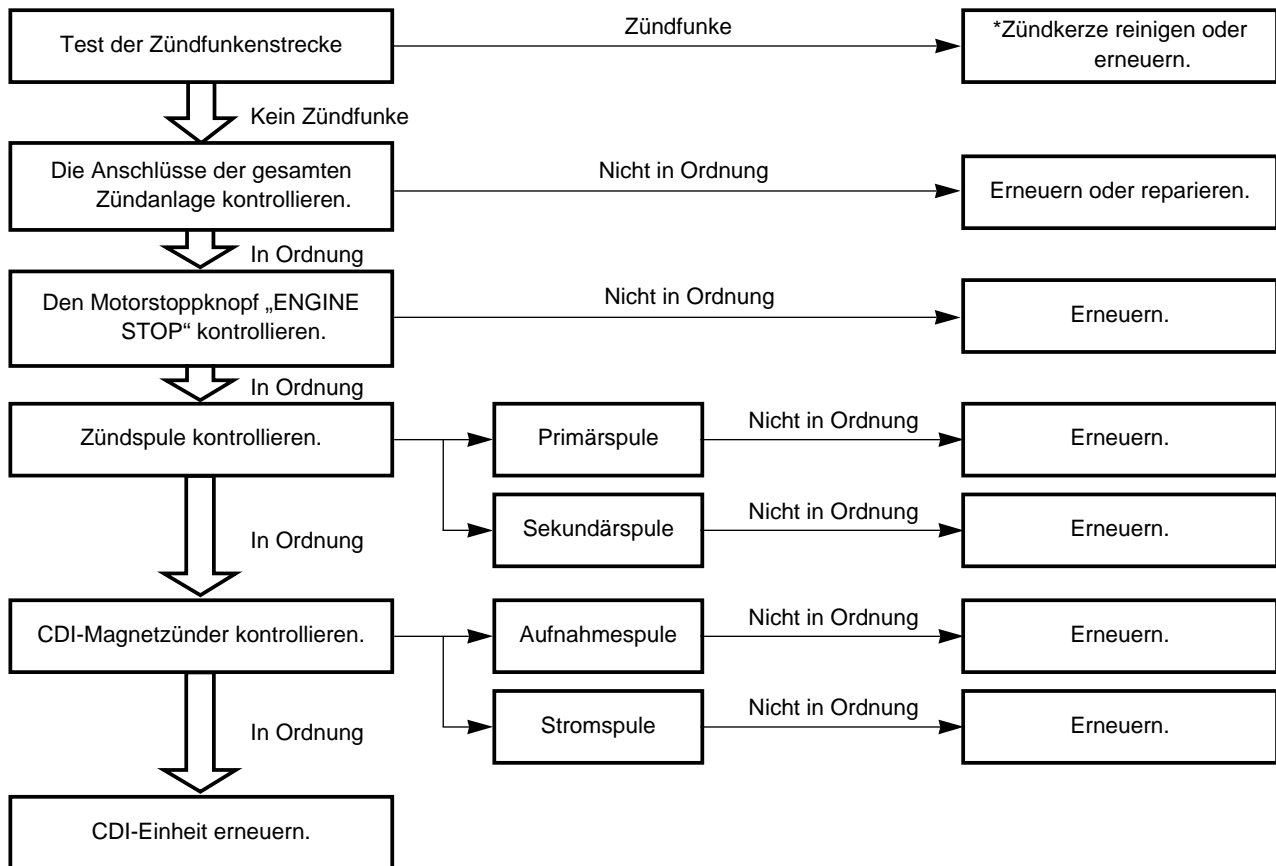 Test der Zündfunkenstrecke
Zündfunke
*Zündkerze reinigen oder
erneuern.
Kein Zündfunke
Die Anschlüsse der gesamten
Zündanlage kontrollieren.
Nicht in Ordnung
Erneuern oder reparieren.
In Ordnung
Den Motorstoppknopf „ENGINE
STOP“ kontrollieren.
Nicht in Ordnung
Erneuern.
In Ordnung
Zündspule kontrollieren.
Primärspule
Nicht in Ordnung
Erneuern.
Sekundärspule
Nicht in Ordnung
Erneuern.
In Ordnung
CDI-Magnetzünder kontrollieren.
Aufnahmespule
Nicht in Ordnung
Erneuern.
Stromspule
Nicht in Ordnung
Erneuern.
In Ordnung
CDI-Einheit erneuern.